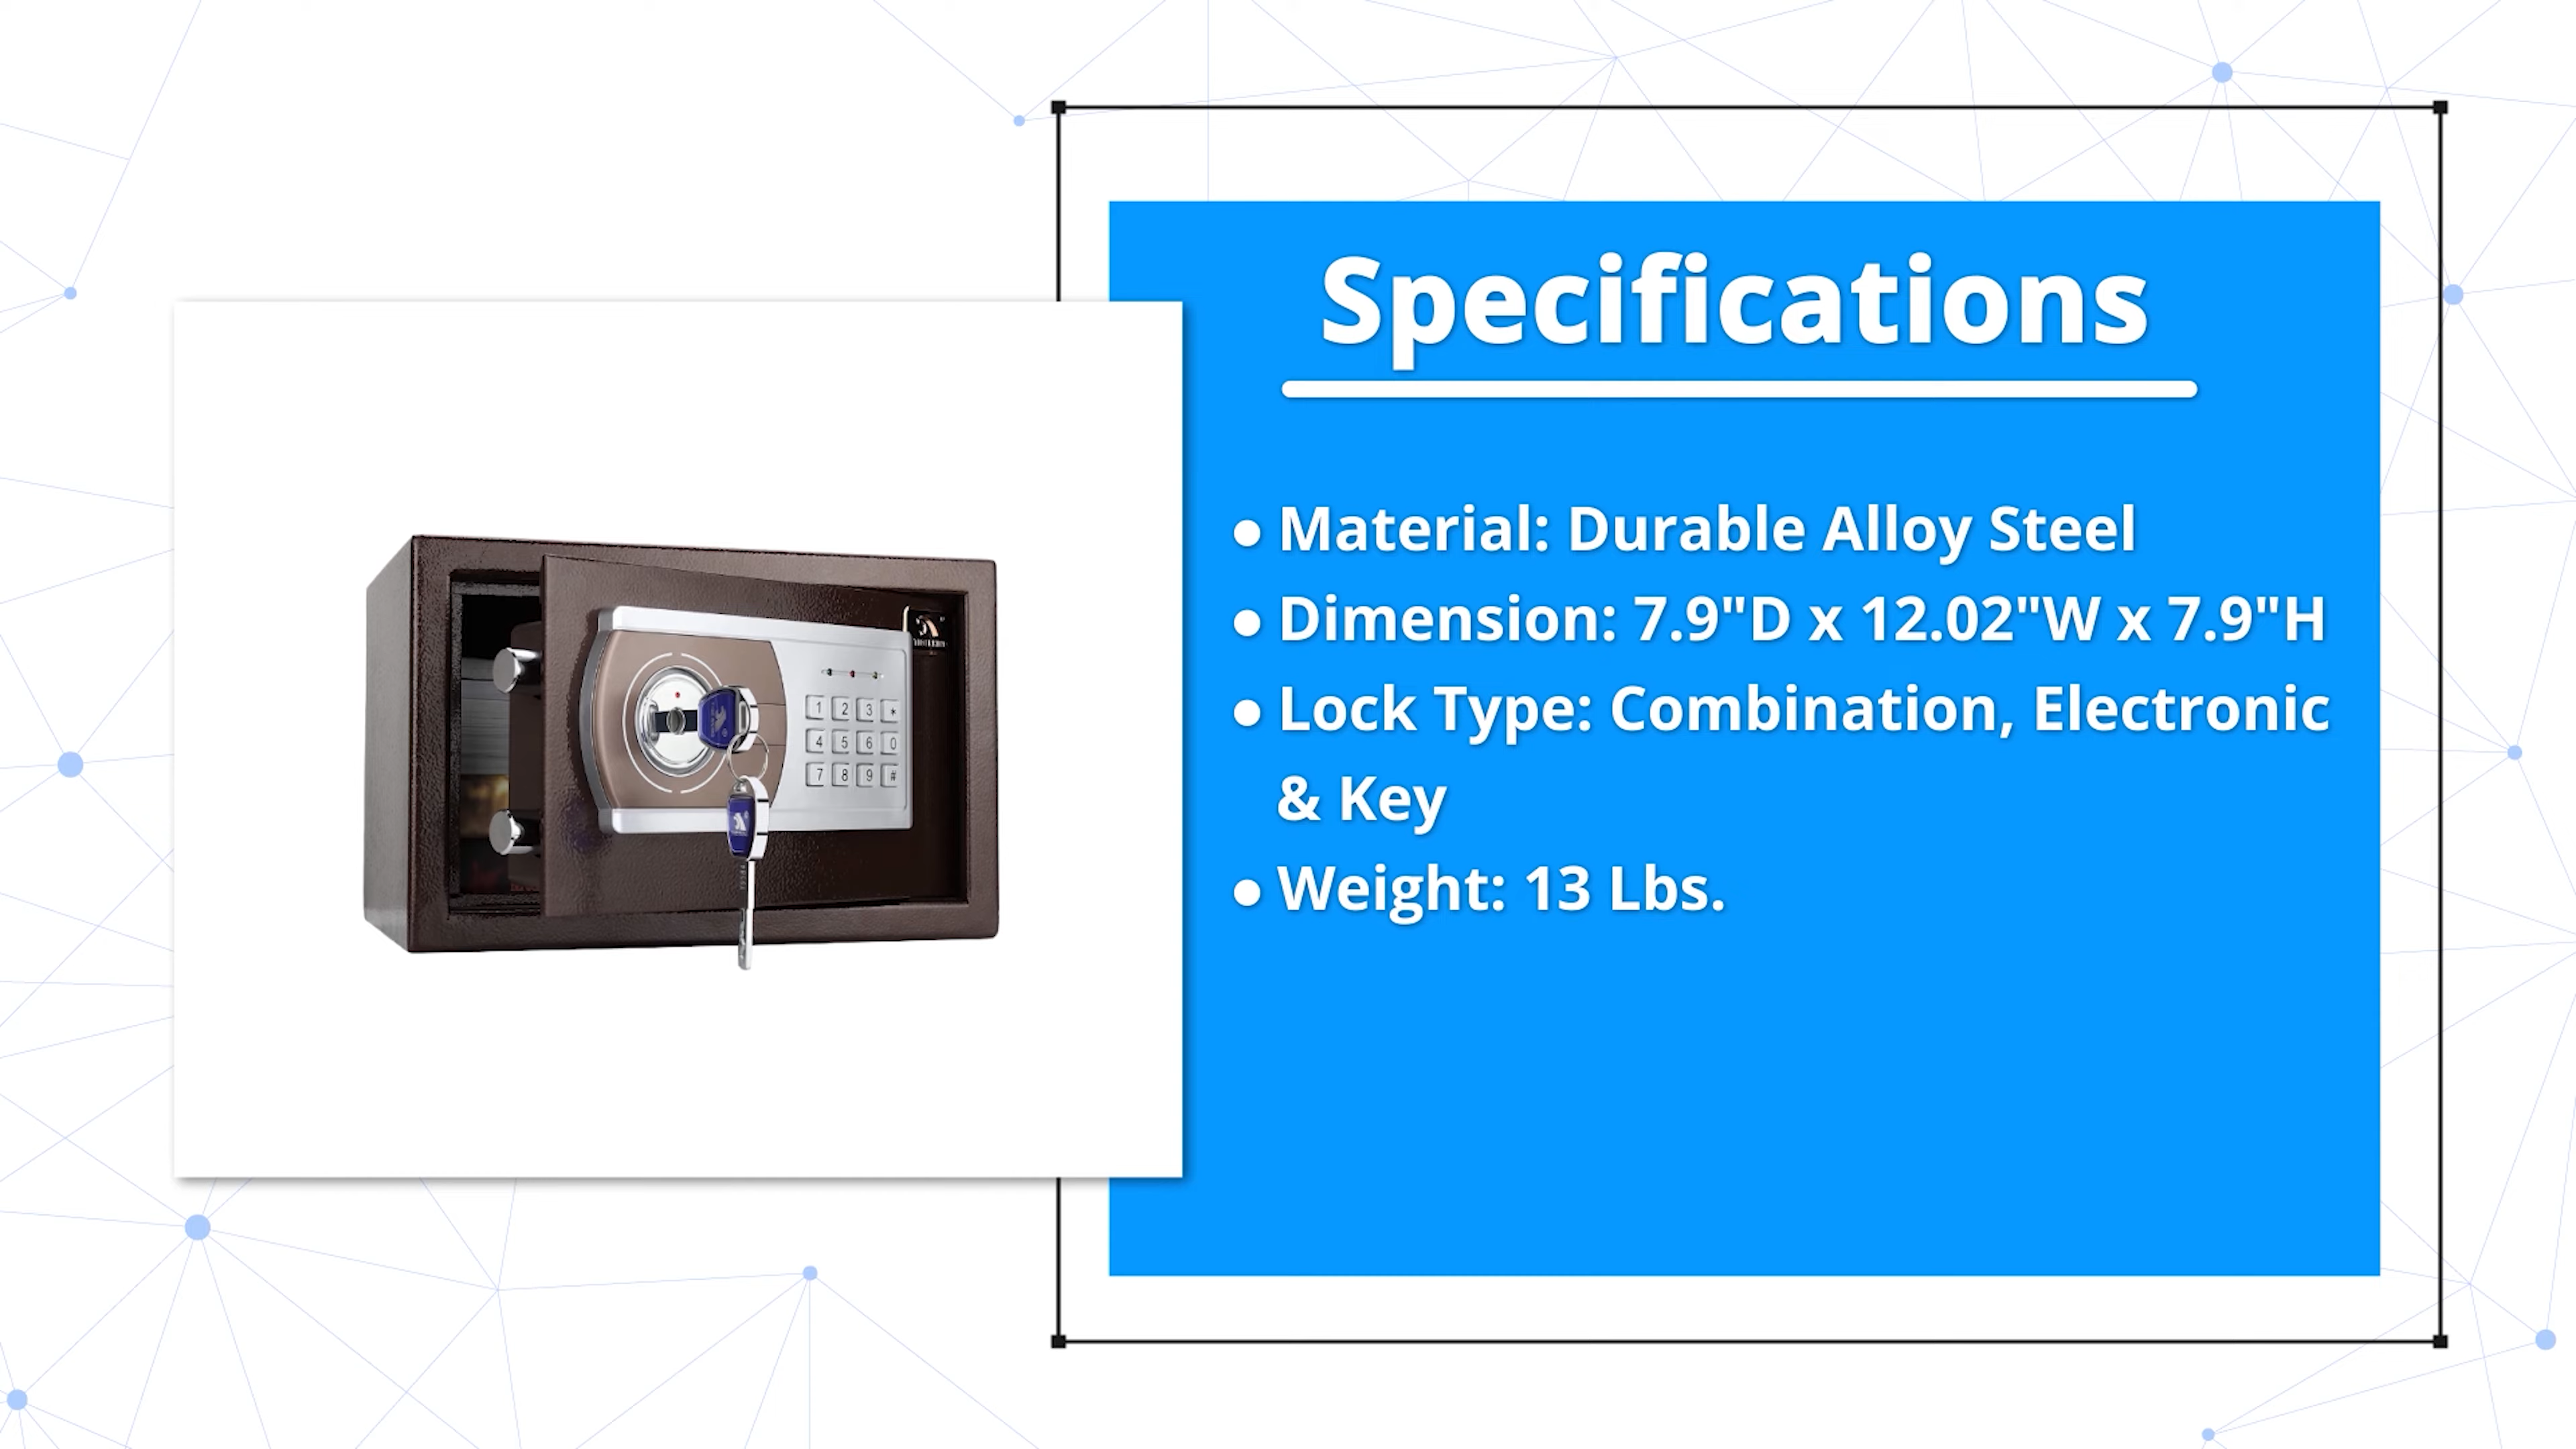 Specifications
● Material: Durable Alloy Steel
● Dimension: 7.9"D x 12.02"W x 7.9"H
● Lock Type: Combination, Electronic
& Key
● Weight: 13 Lbs.
1 2 3 *
4 5 6 0
7 8 9 #